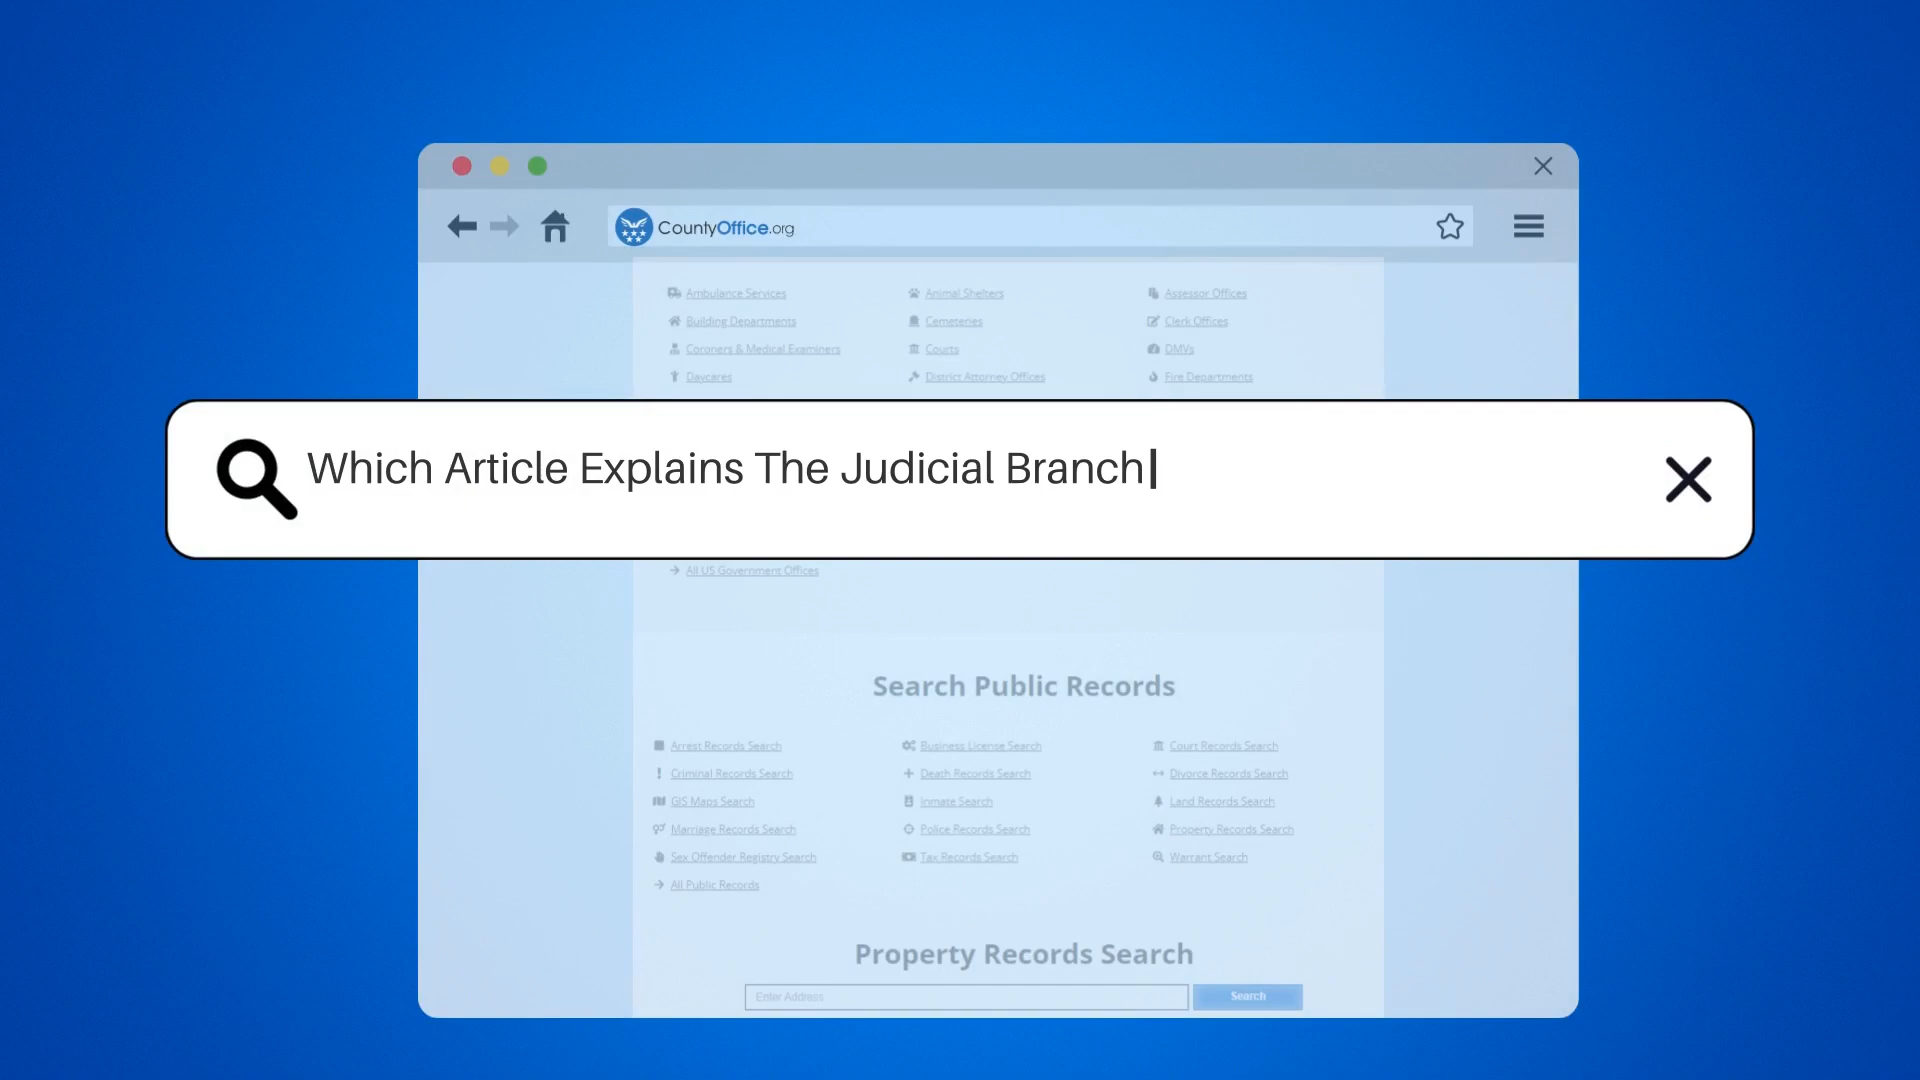 CountyOffice.org
Ambulance Services Animal Shelters Assessor Offices
Building Departments Cemeteries Clerk Offices
Coroners & Medical Examiners Courts DMVs
Daycares District Attorney Offices Fire Departments
Which Article Explains The Judicial Branch
All US Government Offices
Search Public Records
Arrest Records Search Business License Search Court Records Search
Criminal Records Search Death Records Search Divorce Records Search
GIS Maps Search Inmate Search Land Records Search
Marriage Records Search Police Records Search Property Records Search
Sex Offender Registry Search Tax Records Search Warrant Search
All Public Records
Property Records Search
Enter Address Search